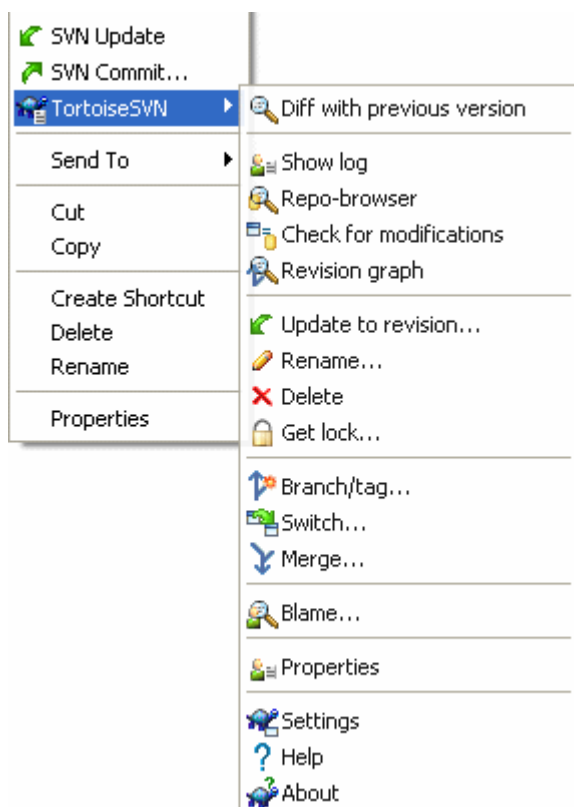 SVN Update
SVN Commit...
TortoiseSVN
Send To
Cut
Copy
Create Shortcut
Delete
Rename
Properties
Diff with previous version
Show log
Repo-browser
Check for modifications
Revision graph
Update to revision...
Rename...
Delete
Get lock...
Branch/tag...
Switch...
Merge...
Blame...
Properties
Settings
Help
About